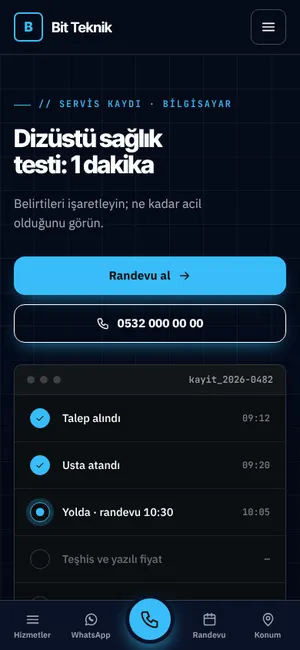 B
Bit Teknik
// SERVİS KAYDI · BİLGİSAYAR
Dizüstü sağlık
testi: 1 dakika
Belirtileri işaretleyin; ne kadar acil
olduğunu görün.
Randevu al →
0532 000 00 00
kayit_2026-0482
Talep alındı 09:12
Usta atandı 09:20
Yolda · randevu 10:30 10:05
Teşhis ve yazılı fiyat —
Hizmetler
WhatsApp
Randevu
Konum